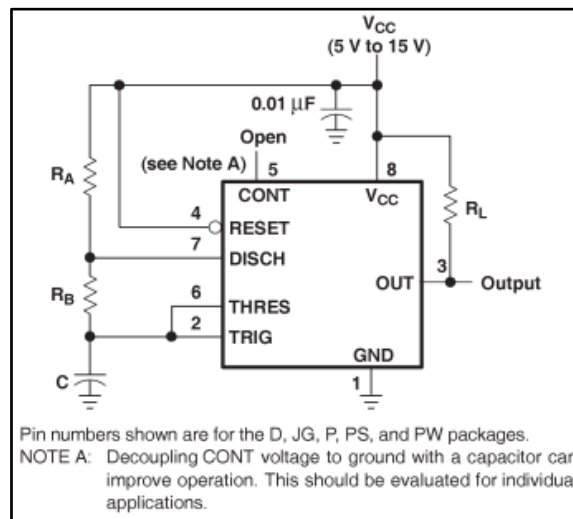 VCC
(5 V to 15 V)
0.01 μF
Open
(see Note A)
5
8
RA
CONT
VCC
RL
4
RESET
7
DISCH
3
RB
OUT
Output
6
THRES
2
TRIG
GND
C
1
Pin numbers shown are for the D, JG, P, PS, and PW packages.
NOTE A: Decoupling CONT voltage to ground with a capacitor can
improve operation. This should be evaluated for individual
applications.